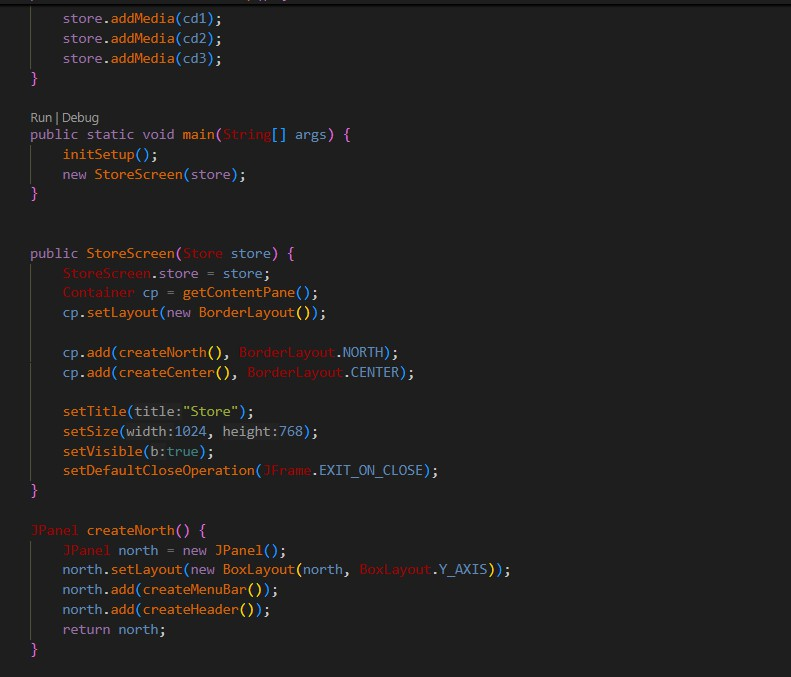 store.addMedia(cd1);
store.addMedia(cd2);
store.addMedia(cd3);
}
Run | Debug
public static void main(String[] args) {
initSetup();
new StoreScreen(store);
}
public StoreScreen(Store store) {
StoreScreen.store = store;
Container cp = getContentPane();
cp.setLayout(new BorderLayout());
cp.add(createNorth(), BorderLayout.NORTH);
cp.add(createCenter(), BorderLayout.CENTER);
setTitle(title:"Store");
setSize(width:1024, height:768);
setVisible(b:true);
setDefaultCloseOperation(JFrame.EXIT_ON_CLOSE);
}
JPanel createNorth() {
JPanel north = new JPanel();
north.setLayout(new BoxLayout(north, BoxLayout.Y_AXIS));
north.add(createMenuBar());
north.add(createHeader());
return north;
}